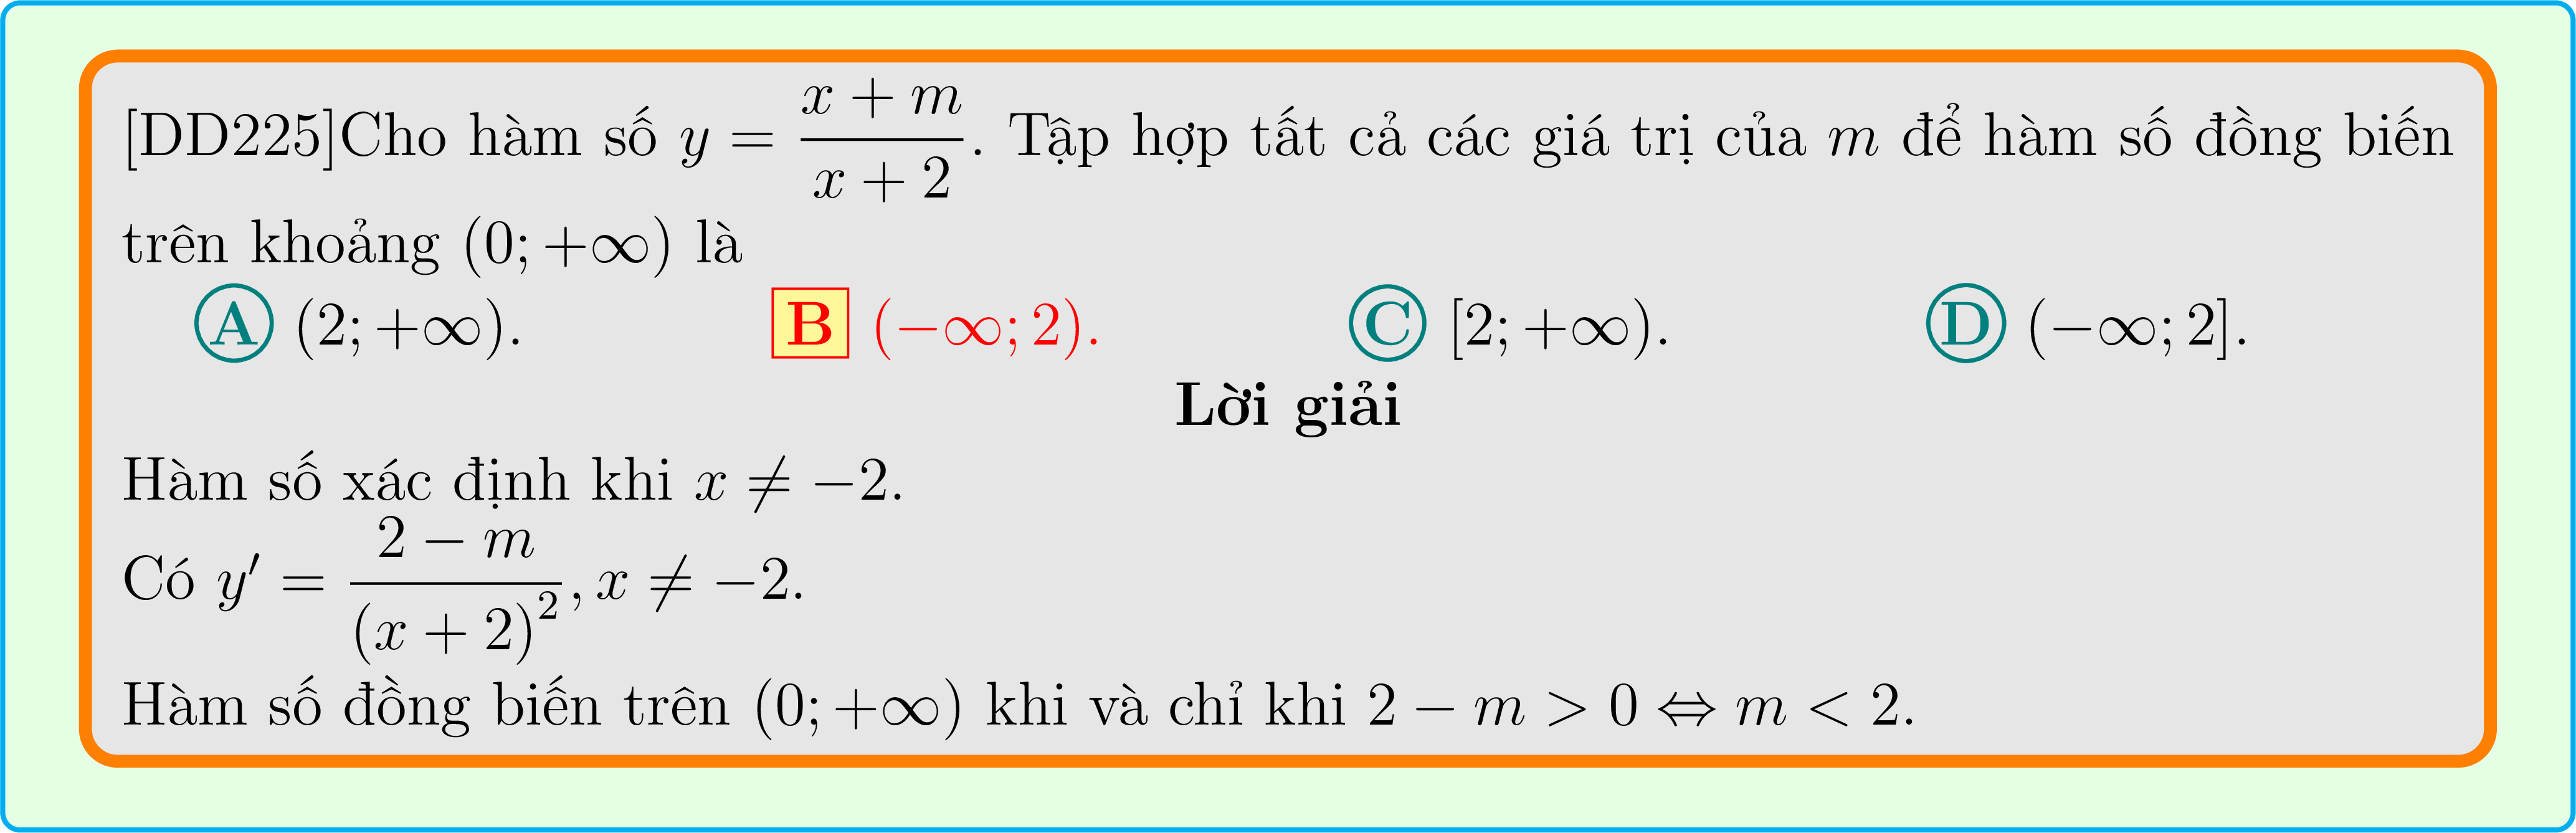 [DD225]Cho hàm số $y = \dfrac{x+m}{x+2}$. Tập hợp tất cả các giá trị của $m$ để hàm số đồng biến
trên khoảng $(0; +\infty)$ là
A $(2; +\infty)$. B $(-\infty; 2)$. C $[2; +\infty)$. D $(-\infty; 2]$.
Lời giải
Hàm số xác định khi $x \neq -2$.
Có $y' = \dfrac{2-m}{(x+2)^2}, x \neq -2$.
Hàm số đồng biến trên $(0; +\infty)$ khi và chỉ khi $2 - m > 0 \Leftrightarrow m < 2$.